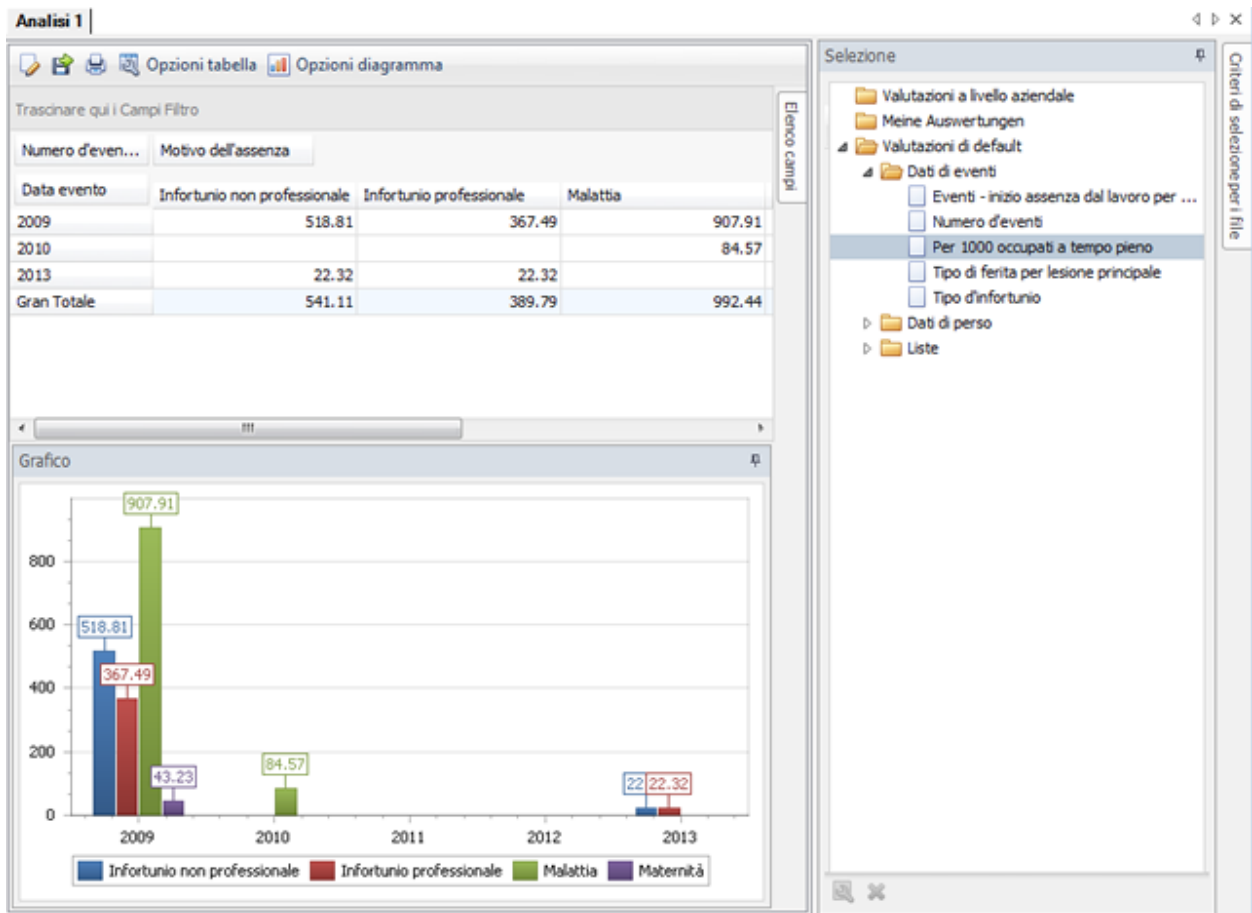 Analisi 1
Opzioni tabella Opzioni diagramma
Trascinare qui i Campi Filtro
Numero d'even... Motivo dell'assenza
Data evento Infortunio non professionale Infortunio professionale Malattia
2009 518.81 367.49 907.91
2010 84.57
2013 22.32 22.32
Gran Totale 541.11 389.79 992.44
Elenco campi
Grafico
907.91
800
600
518.81
400
367.49
200
43.23
84.57
22
22.32
0
2009 2010 2011 2012 2013
Infortunio non professionale Infortunio professionale Malattia Maternità
Selezione
Valutazioni a livello aziendale
Meine Auswertungen
Valutazioni di default
Dati di eventi
Eventi - inizio assenza dal lavoro per ...
Numero d'eventi
Per 1000 occupati a tempo pieno
Tipo di ferita per lesione principale
Tipo d'infortunio
Dati di perso
Liste
Criteri di selezione per i file